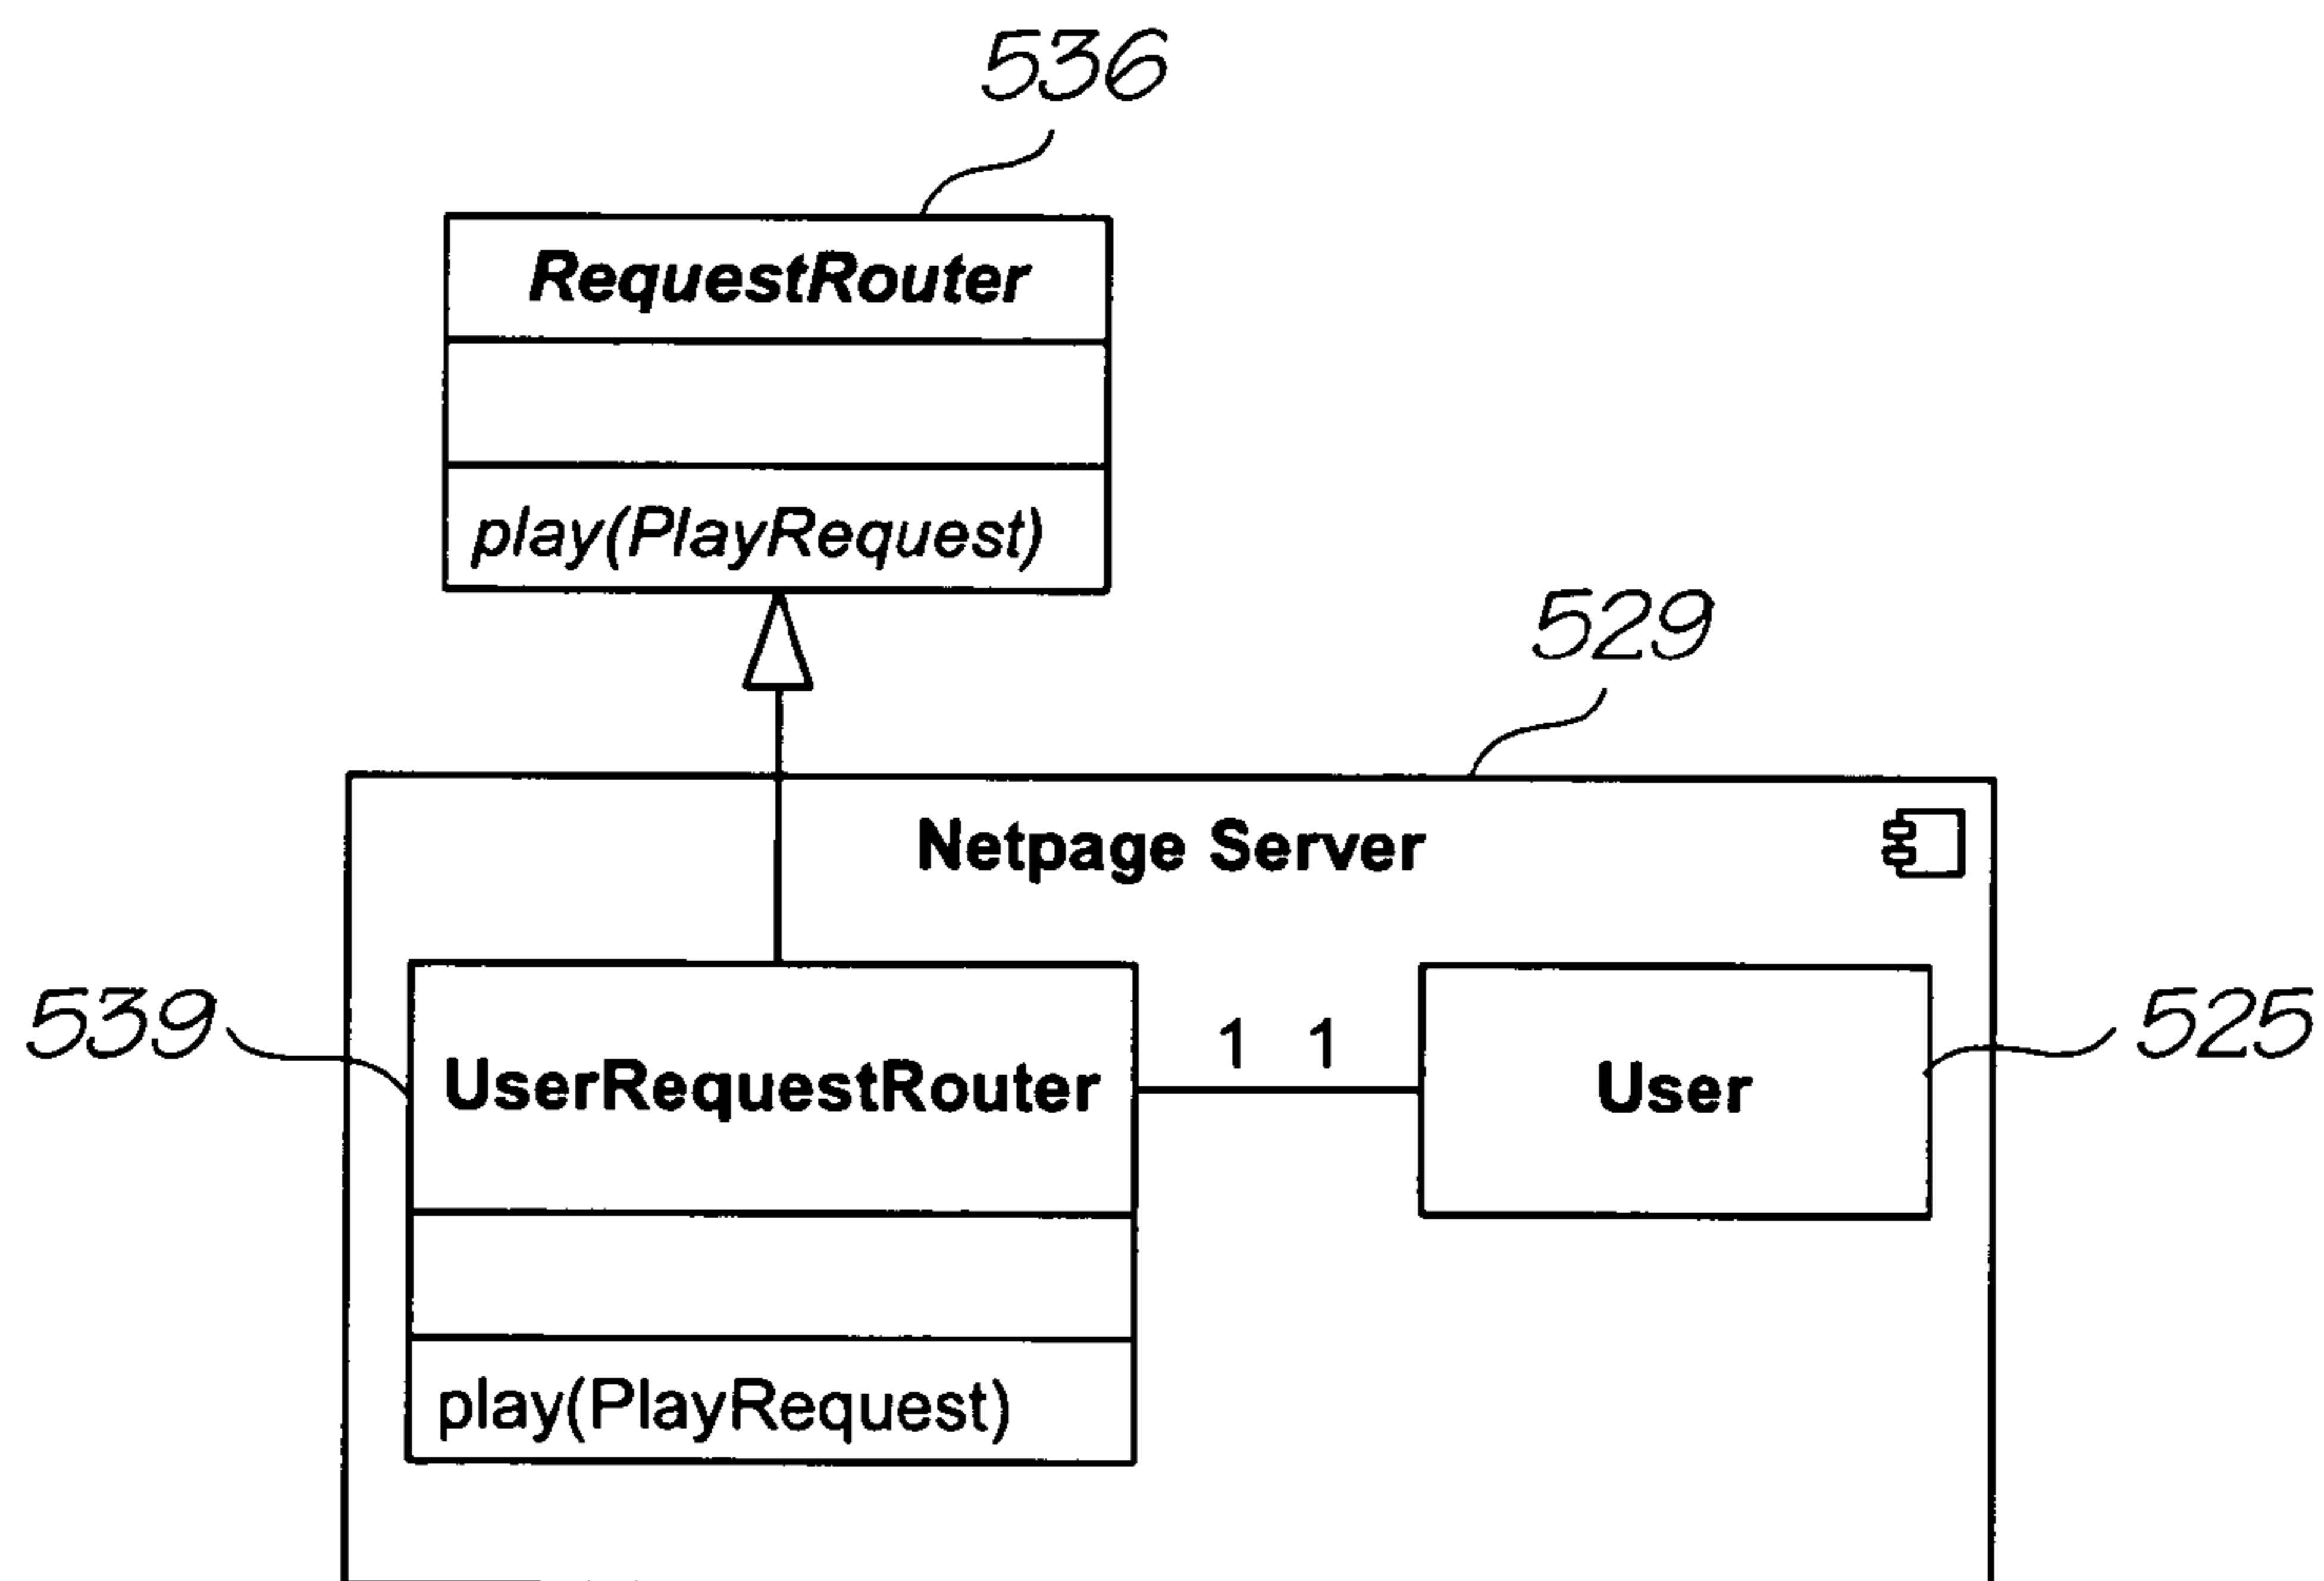 536
RequestRouter
play(PlayRequest)
529
Netpage Server
539
UserRequestRouter
1 1
User
525
play(PlayRequest)